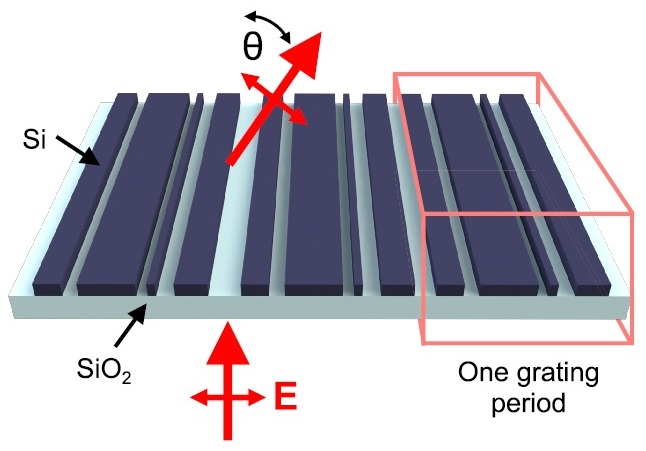 θ
Si
SiO₂
E
One grating
period